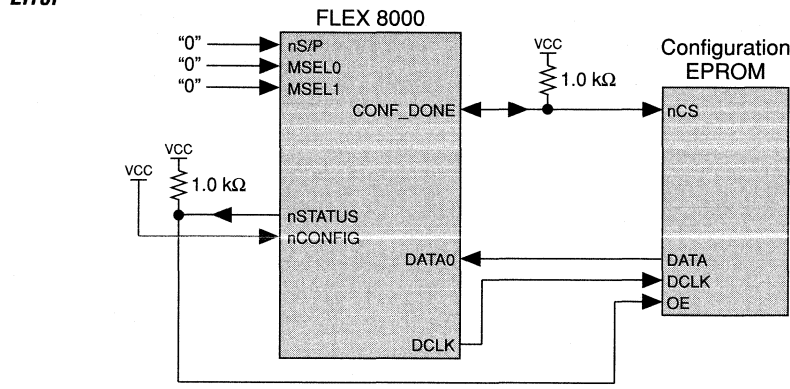 Error
FLEX 8000
"0"
nS/P
"0"
MSEL0
"0"
MSEL1
VCC
1.0 kΩ
Configuration
EPROM
CONF_DONE
nCS
VCC
VCC
1.0 kΩ
nSTATUS
nCONFIG
DATA0
DATA
DCLK
OE
DCLK